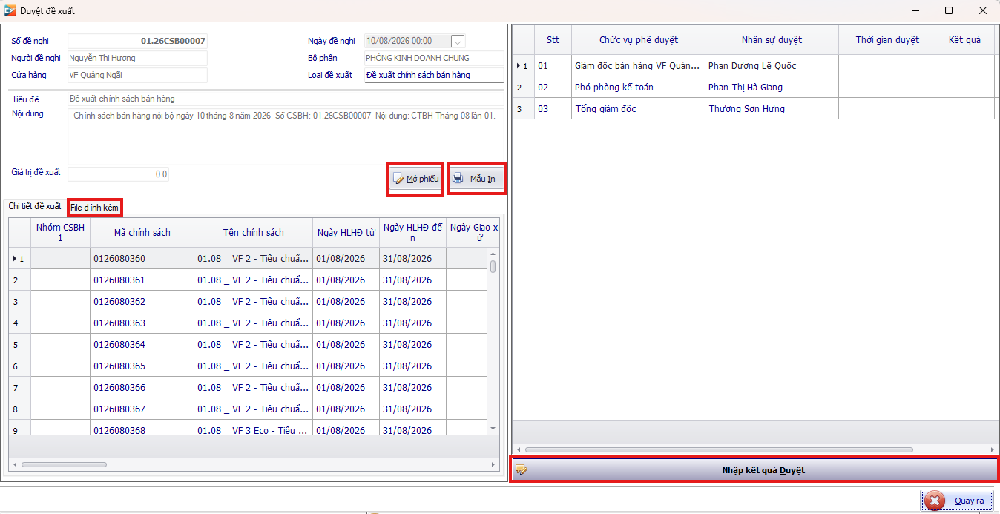 Duyệt đề xuất
Số đề nghị 01.26CSB00007 Ngày đề nghị 10/08/2026 00:00
Người đề nghị Nguyễn Thị Hương Bộ phận PHÒNG KINH DOANH CHUNG
Cửa hàng VF Quảng Ngãi Loại đề xuất Đề xuất chính sách bán hàng
Tiêu đề Đề xuất chính sách bán hàng
Nội dung - Chính sách bán hàng nội bộ ngày 10 tháng 8 năm 2026- Số CSBH: 01.26CSB00007- Nội dung: CTBH Tháng 08 lần 01.
Giá trị đề xuất 0.0
Mở phiếu Mẫu In
Chi tiết đề xuất File đính kèm
Nhóm CSBH 1 Mã chính sách Tên chính sách Ngày HLHĐ từ Ngày HLHĐ đế n Ngày Giao xe ừ
1 0126080360 01.08 _ VF 2 - Tiêu chuẩ... 01/08/2026 31/08/2026
2 0126080361 01.08 _ VF 2 - Tiêu chuẩ... 01/08/2026 31/08/2026
3 0126080362 01.08 _ VF 2 - Tiêu chuẩ... 01/08/2026 31/08/2026
4 0126080363 01.08 _ VF 2 - Tiêu chuẩ... 01/08/2026 31/08/2026
5 0126080364 01.08 _ VF 2 - Tiêu chuẩ... 01/08/2026 31/08/2026
6 0126080365 01.08 _ VF 2 - Tiêu chuẩ... 01/08/2026 31/08/2026
7 0126080366 01.08 _ VF 2 - Tiêu chuẩ... 01/08/2026 31/08/2026
8 0126080367 01.08 _ VF 2 - Tiêu chuẩ... 01/08/2026 31/08/2026
9 0126080368 01.08 _ VF 3 Eco - Tiêu ... 01/08/2026 31/08/2026
Stt Chức vụ phê duyệt Nhân sự duyệt Thời gian duyệt Kết quả
1 01 Giám đốc bán hàng VF Quản... Phan Dương Lê Quốc
2 02 Phó phòng kế toán Phan Thị Hà Giang
3 03 Tổng giám đốc Thượng Sơn Hưng
Nhập kết quả Duyệt
Quay ra